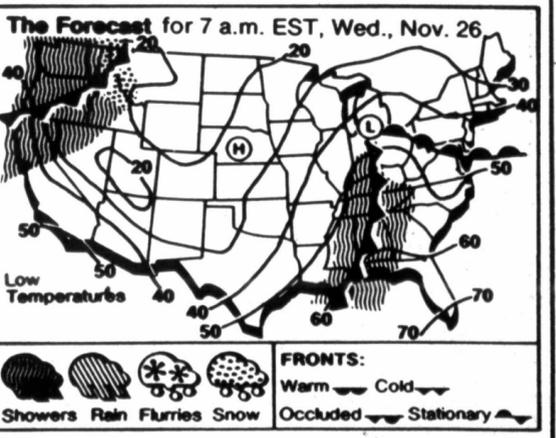 The Forecast for 7 a.m. EST, Wed., Nov. 26
20
20
40
30
40
H
L
20
50
50
50
60
Low
Temperatures
40
40
50
60
70
70
Showers Rain Flurries Snow
FRONTS:
Warm Cold
Occluded Stationary